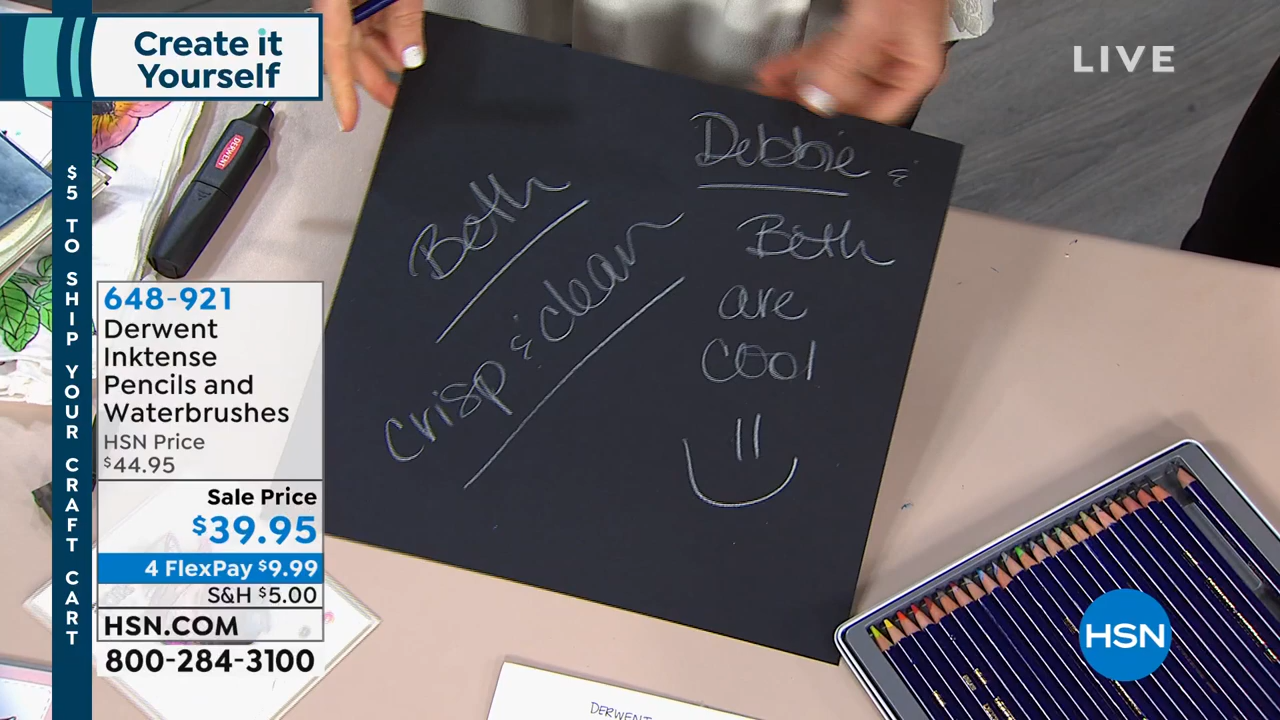 Create it
Yourself
LIVE
$5 TO SHIP YOUR CRAFT CART
DERWENT
648-921
Derwent
Inktense
Pencils and
Waterbrushes
HSN Price
$44.95
Sale Price
$39.95
4 FlexPay $9.99
S&H $5.00
HSN.COM
800-284-3100
Beth
Crisp & clean
Debbie &
Beth
are
cool
HSN
DERWENT